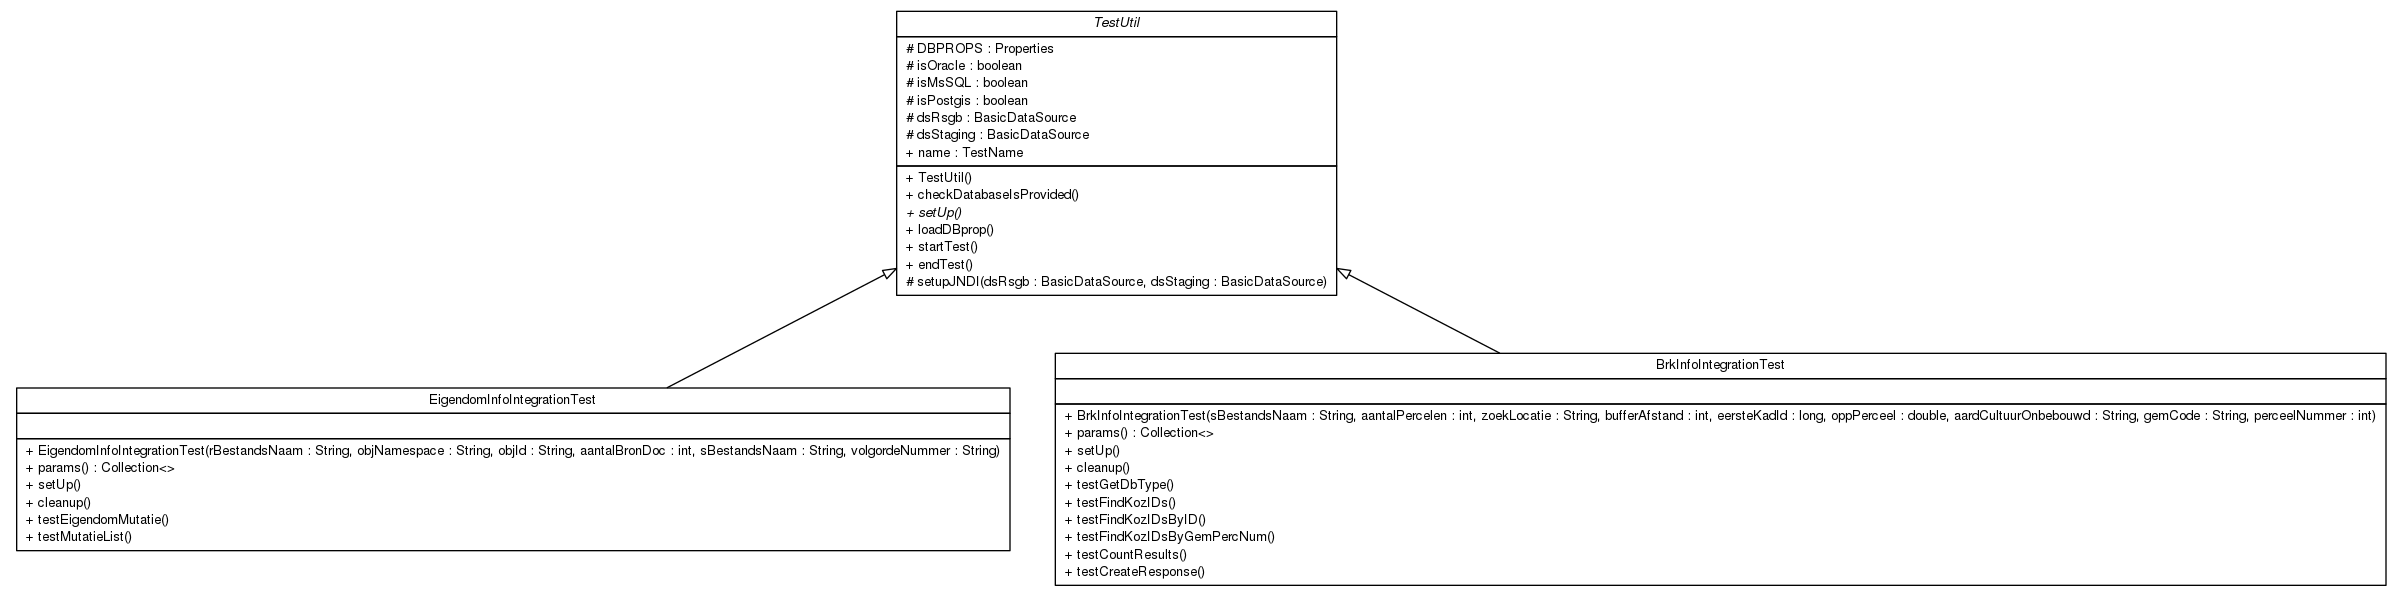 TestUtil
# DBPROPS : Properties
# isOracle : boolean
# isMsSQL : boolean
# isPostgis : boolean
# dsRsgb : BasicDataSource
# dsStaging : BasicDataSource
+ name : TestName
+ TestUtil()
+ checkDatabaseIsProvided()
+ setUp()
+ loadDBprop()
+ startTest()
+ endTest()
# setupJNDI(dsRsgb : BasicDataSource, dsStaging : BasicDataSource)
EigendomInfoIntegrationTest
+ EigendomInfoIntegrationTest(rBestandsNaam : String, objNamespace : String, objId : String, aantalBronDoc : int, sBestandsNaam : String, volgordeNummer : String)
+ params() : Collection<>
+ setUp()
+ cleanup()
+ testEigendomMutatie()
+ testMutatieList()
BrkInfoIntegrationTest
+ BrkInfoIntegrationTest(sBestandsNaam : String, aantalPercelen : int, zoekLocatie : String, bufferAfstand : int, eersteKadId : long, oppPerceel : double, aardCultuurOnbebouwd : String, gemCode : String, perceelNummer : int)
+ params() : Collection<>
+ setUp()
+ cleanup()
+ testGetDbType()
+ testFindKozIDs()
+ testFindKozIDsByID()
+ testFindKozIDsByGemPercNum()
+ testCountResults()
+ testCreateResponse()